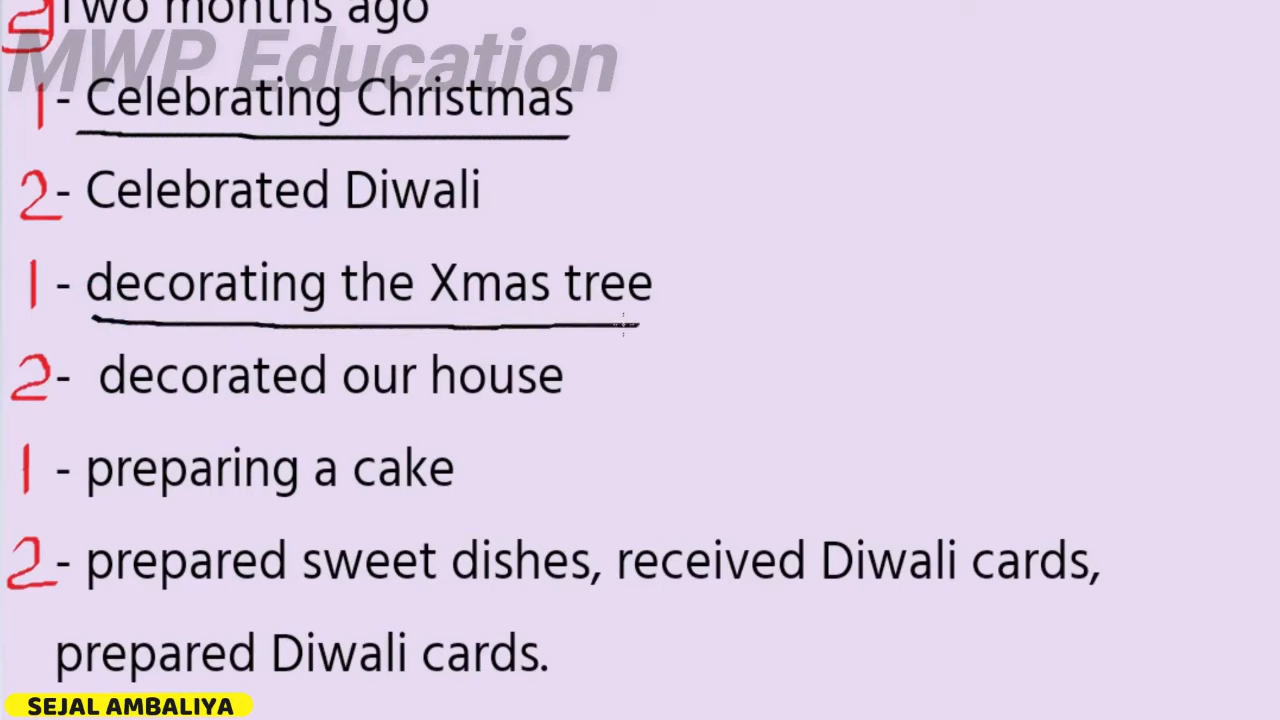 2 Two months ago
MWP Education
1 - Celebrating Christmas
2 - Celebrated Diwali
1 - decorating the Xmas tree
2 - decorated our house
1 - preparing a cake
2 - prepared sweet dishes, received Diwali cards,
prepared Diwali cards.
SEJAL AMBALIYA